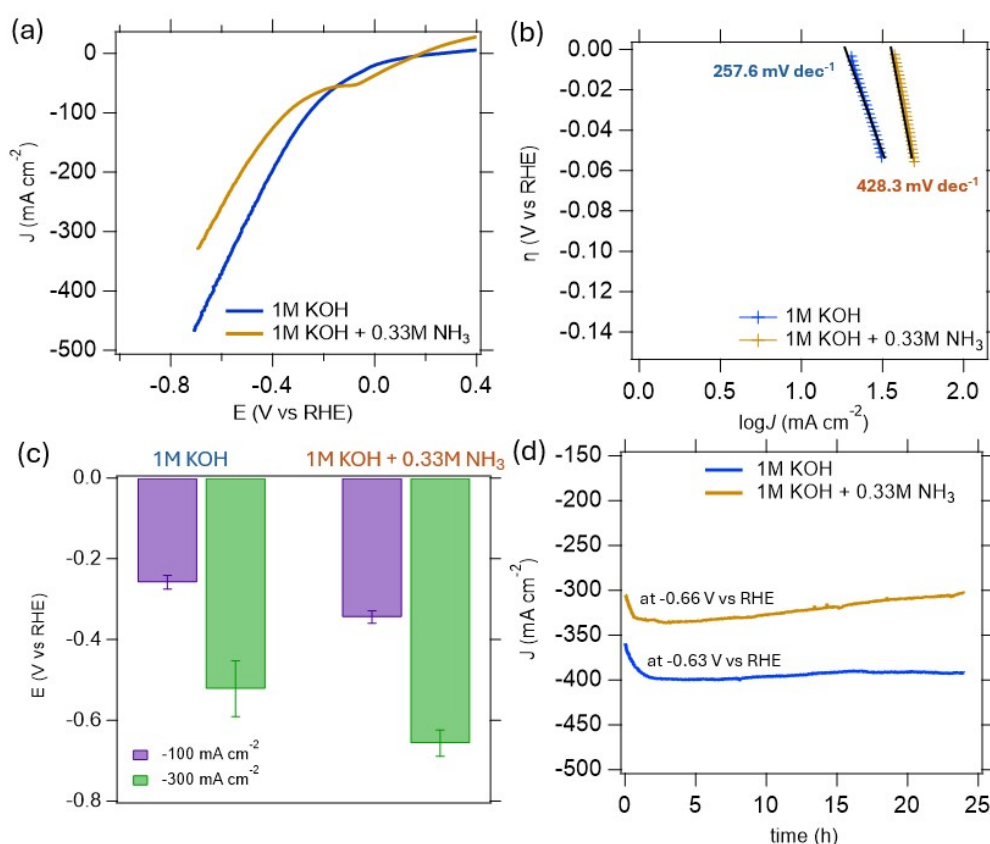 (a)
0
-100
-200
-300
-400
-500
J (mA cm⁻²)
1M KOH
1M KOH + 0.33M NH₃
-0.8
-0.4
0.0
0.4
E (V vs RHE)
(b)
0.00
-0.02
-0.04
-0.06
-0.08
-0.10
-0.12
-0.14
η (V vs RHE)
257.6 mV dec⁻¹
428.3 mV dec⁻¹
1M KOH
1M KOH + 0.33M NH₃
0.0
0.5
1.0
1.5
2.0
logJ (mA cm⁻²)
(c)
1M KOH
1M KOH + 0.33M NH₃
0.0
-0.2
-0.4
-0.6
-0.8
E (V vs RHE)
-100 mA cm⁻²
-300 mA cm⁻²
(d)
-150
-200
-250
-300
-350
-400
-450
-500
J (mA cm⁻²)
1M KOH
1M KOH + 0.33M NH₃
at -0.66 V vs RHE
at -0.63 V vs RHE
0
5
10
15
20
25
time (h)